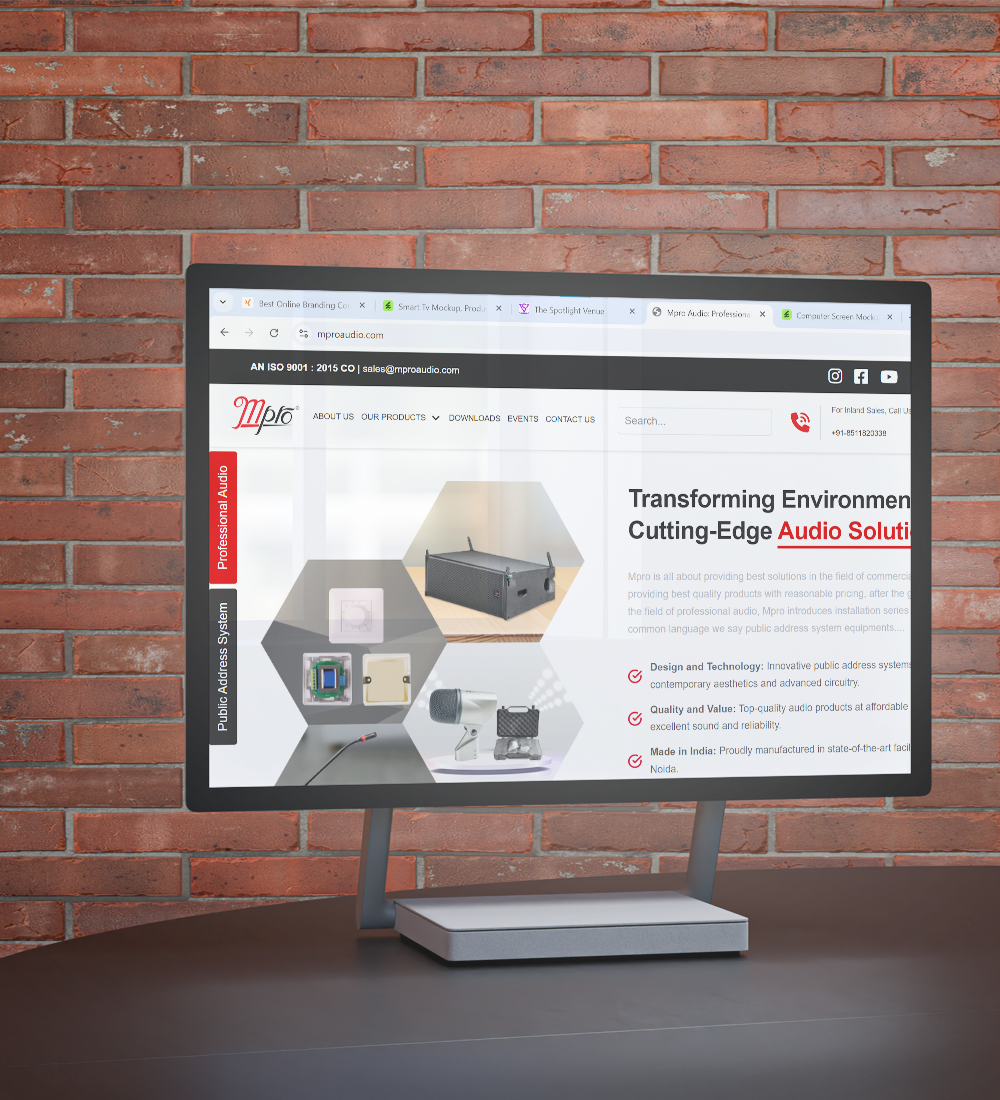 Best Online Branding Co
Smart Tv Mockup, Produ
The Spotlight Venue
Mpro Audio: Professiona
Computer Screen Mocku
mproaudio.com
AN ISO 9001 : 2015 CO | sales@mproaudio.com
Mpro®
ABOUT US
OUR PRODUCTS
DOWNLOADS
EVENTS
CONTACT US
Search...
For Inland Sales, Call Us
+91-8511820338
Professional Audio
Public Address System
Transforming Environmen
Cutting-Edge Audio Soluti
Mpro is all about providing best solutions in the field of commercia
providing best quality products with reasonable pricing. after the g
the field of professional audio, Mpro introduces installation series
common language we say public address system equipments....
Design and Technology: Innovative public address systems
contemporary aesthetics and advanced circuitry.
Quality and Value: Top-quality audio products at affordable
excellent sound and reliability.
Made in India: Proudly manufactured in state-of-the-art facil
Noida.